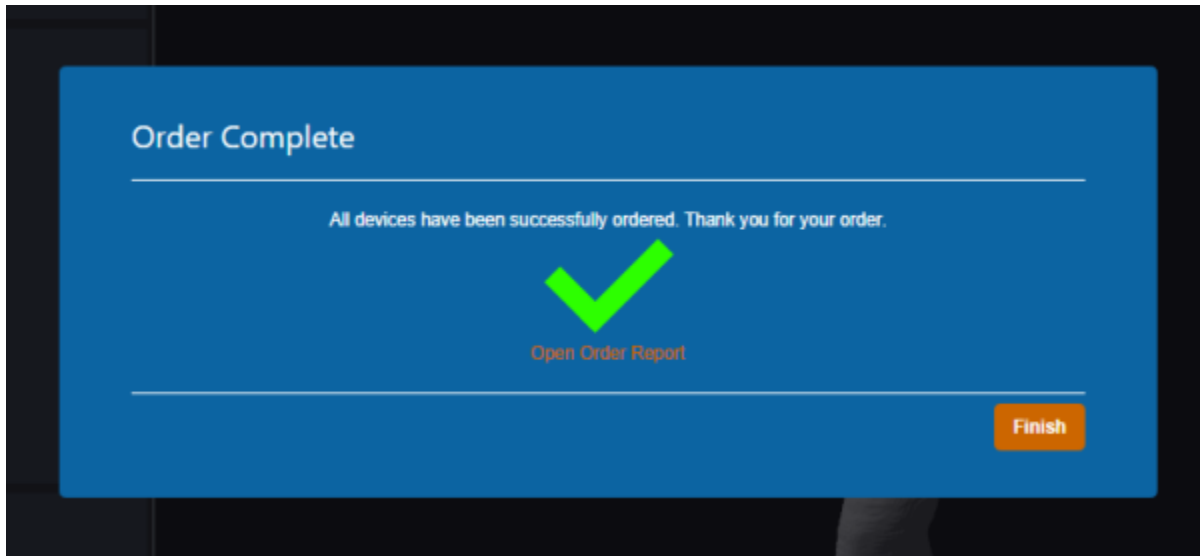 Order Complete
All devices have been successfully ordered. Thank you for your order.
Open Order Report
Finish